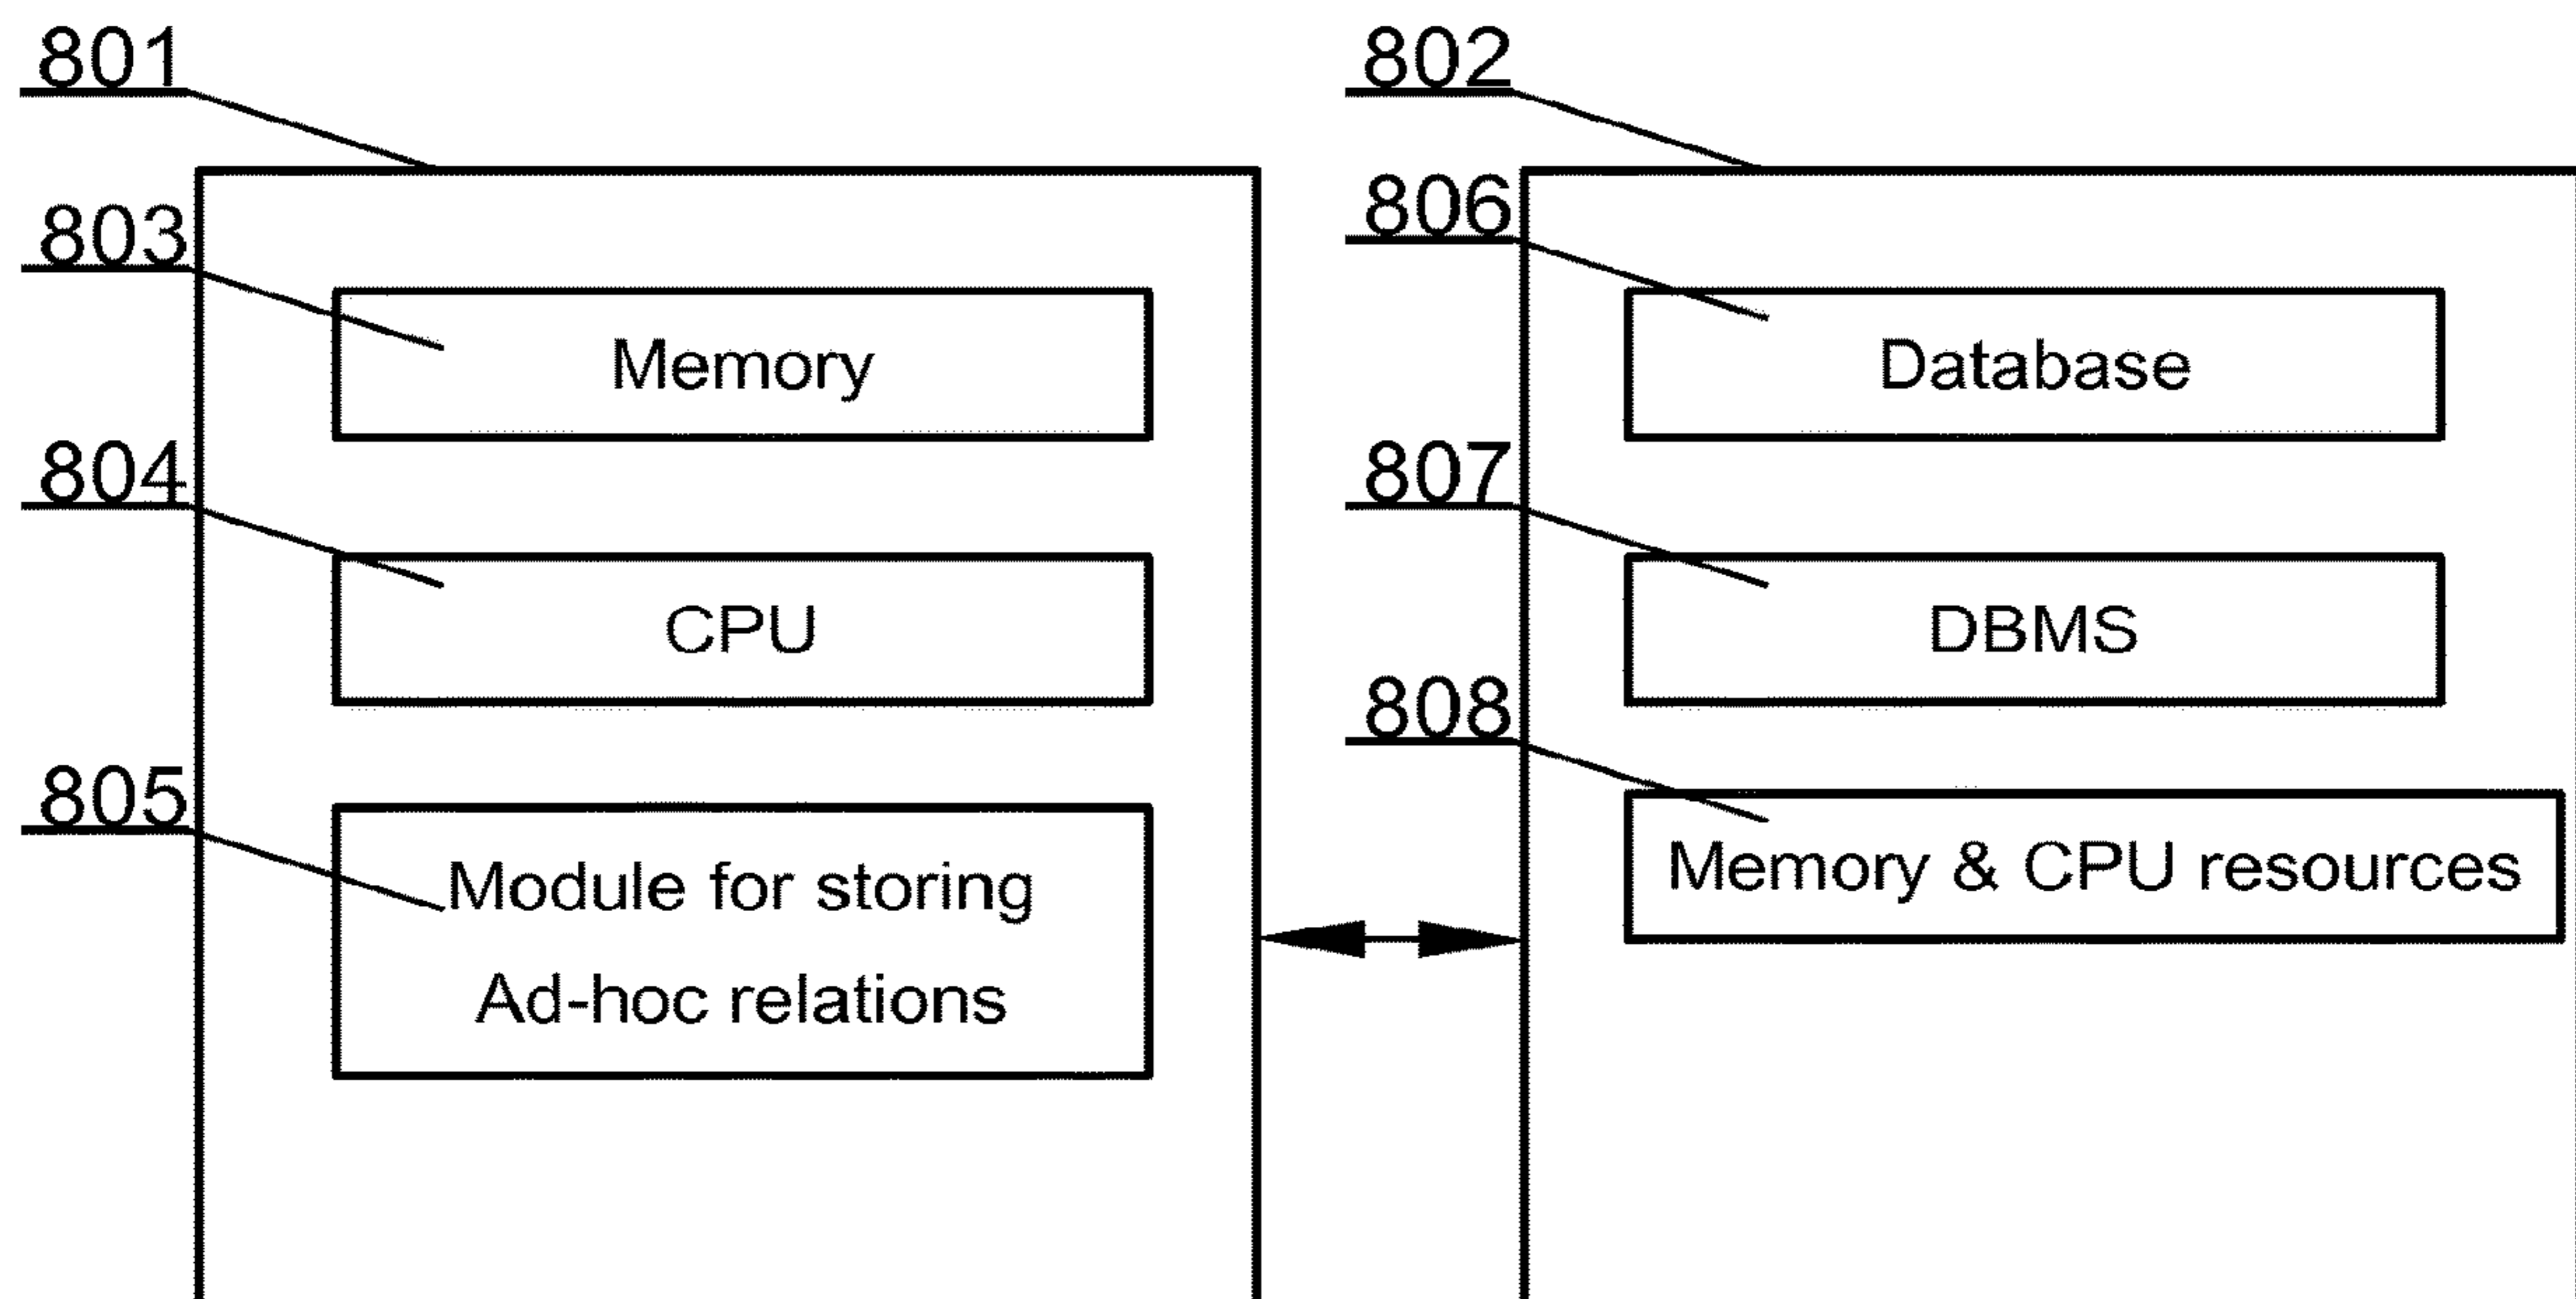 801
803
Memory
804
CPU
805
Module for storing
Ad-hoc relations
802
806
Database
807
DBMS
808
Memory & CPU resources